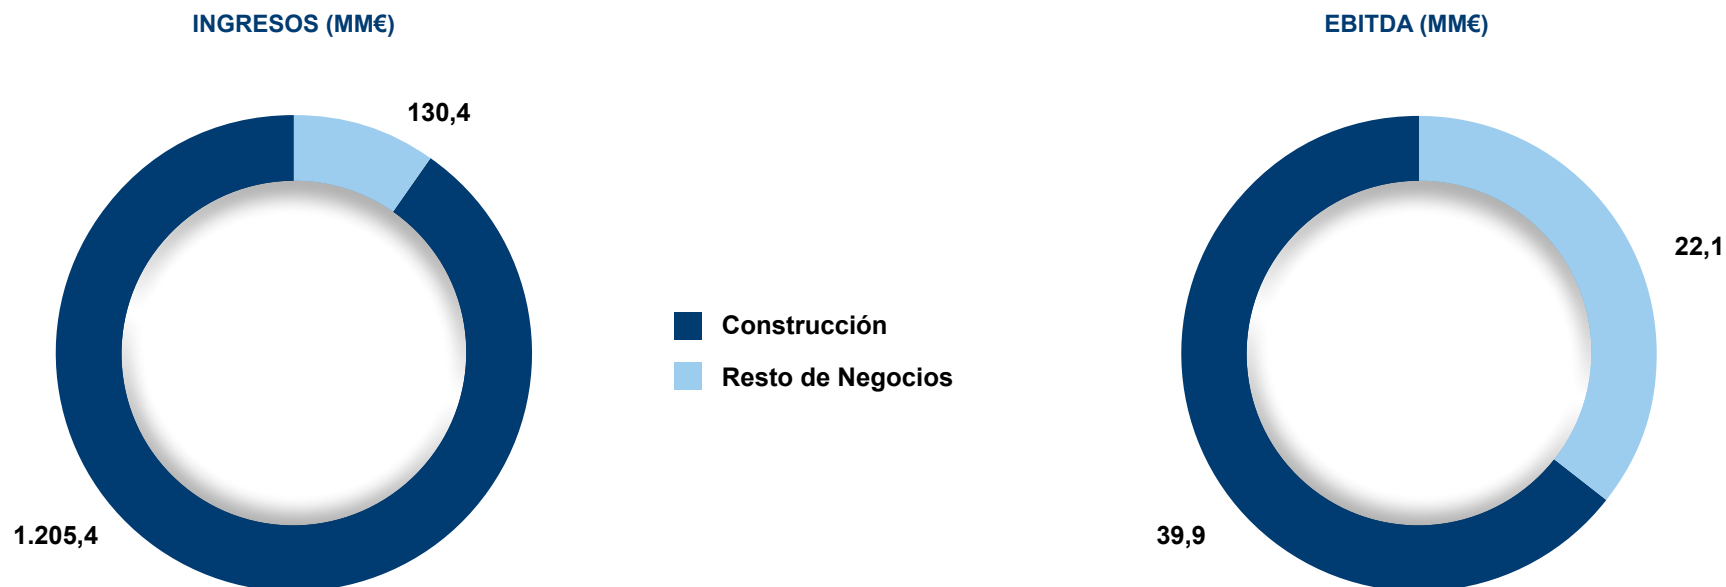 INGRESOS (MM€)
130,4
1.205,4
Construcción
Resto de Negocios
EBITDA (MM€)
22,1
39,9